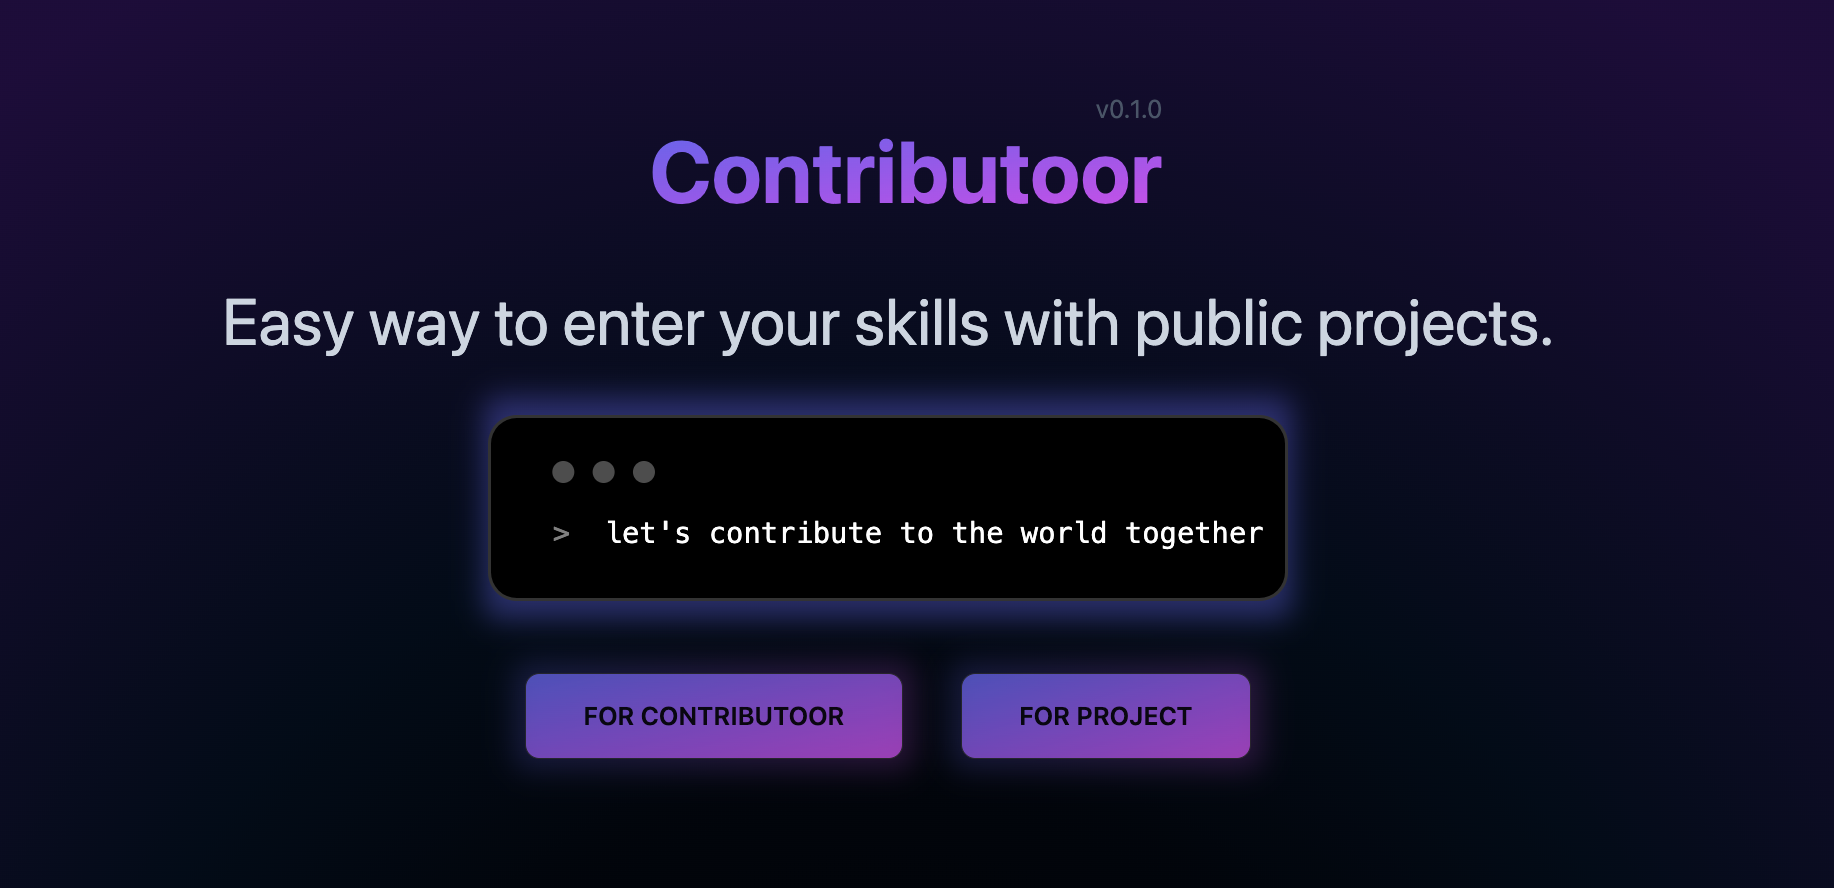 v0.1.0
Contributoor
Easy way to enter your skills with public projects.
> let's contribute to the world together
FOR CONTRIBUTOOR
FOR PROJECT